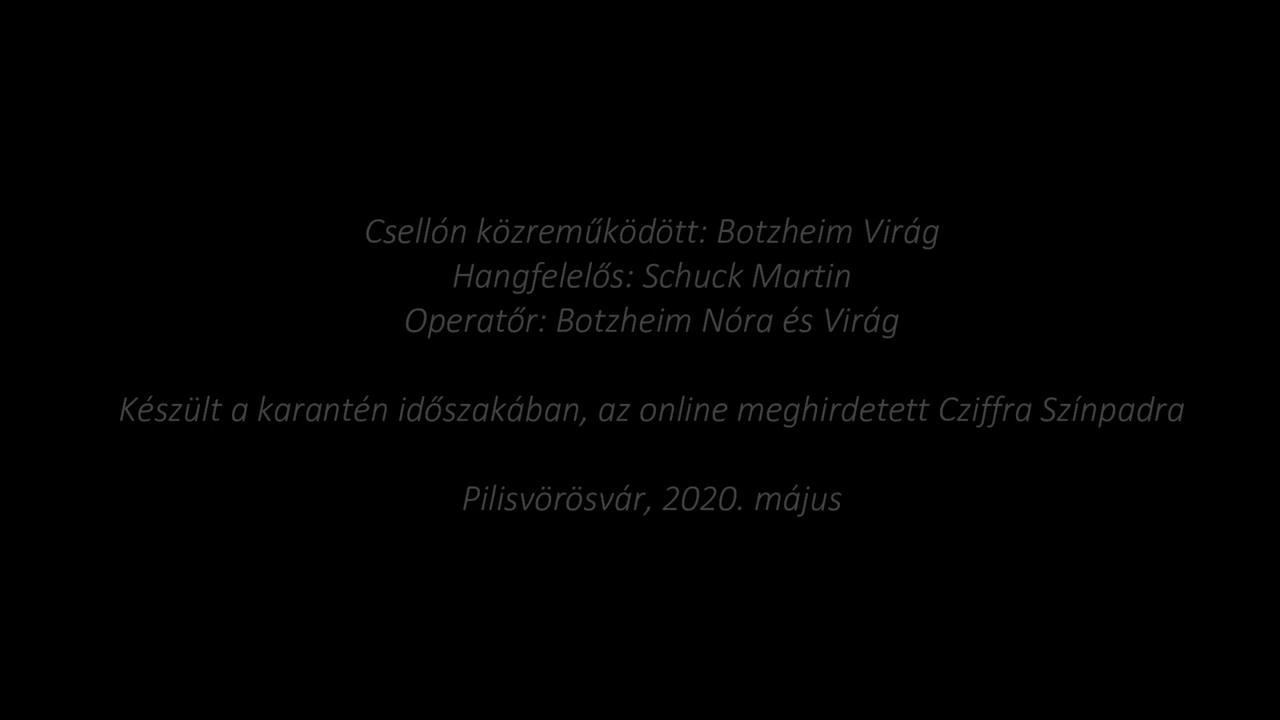 Csellón közreműködött: Botzheim Virág
Hangfelelős: Schuck Martin
Operatőr: Botzheim Nóra és Virág
Készült a karantén időszakában, az online meghirdetett Cziffra Színpadra
Pilisvörösvár, 2020. május